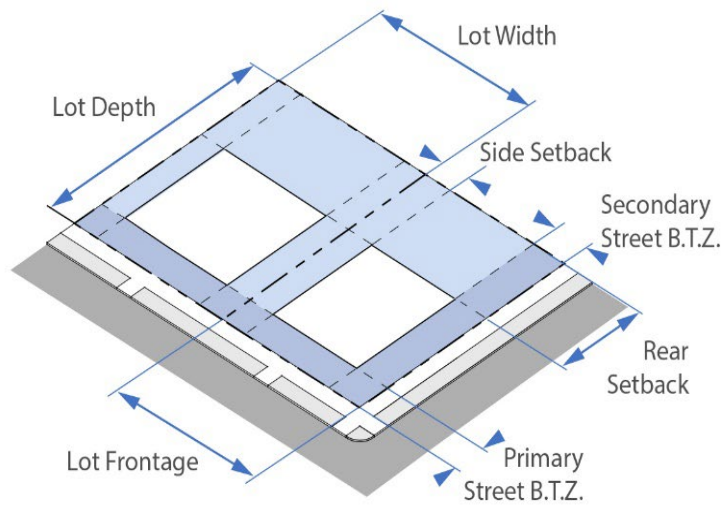 Lot Width
Lot Depth
Side Setback
Secondary
Street B.T.Z.
Rear
Setback
Lot Frontage
Primary
Street B.T.Z.